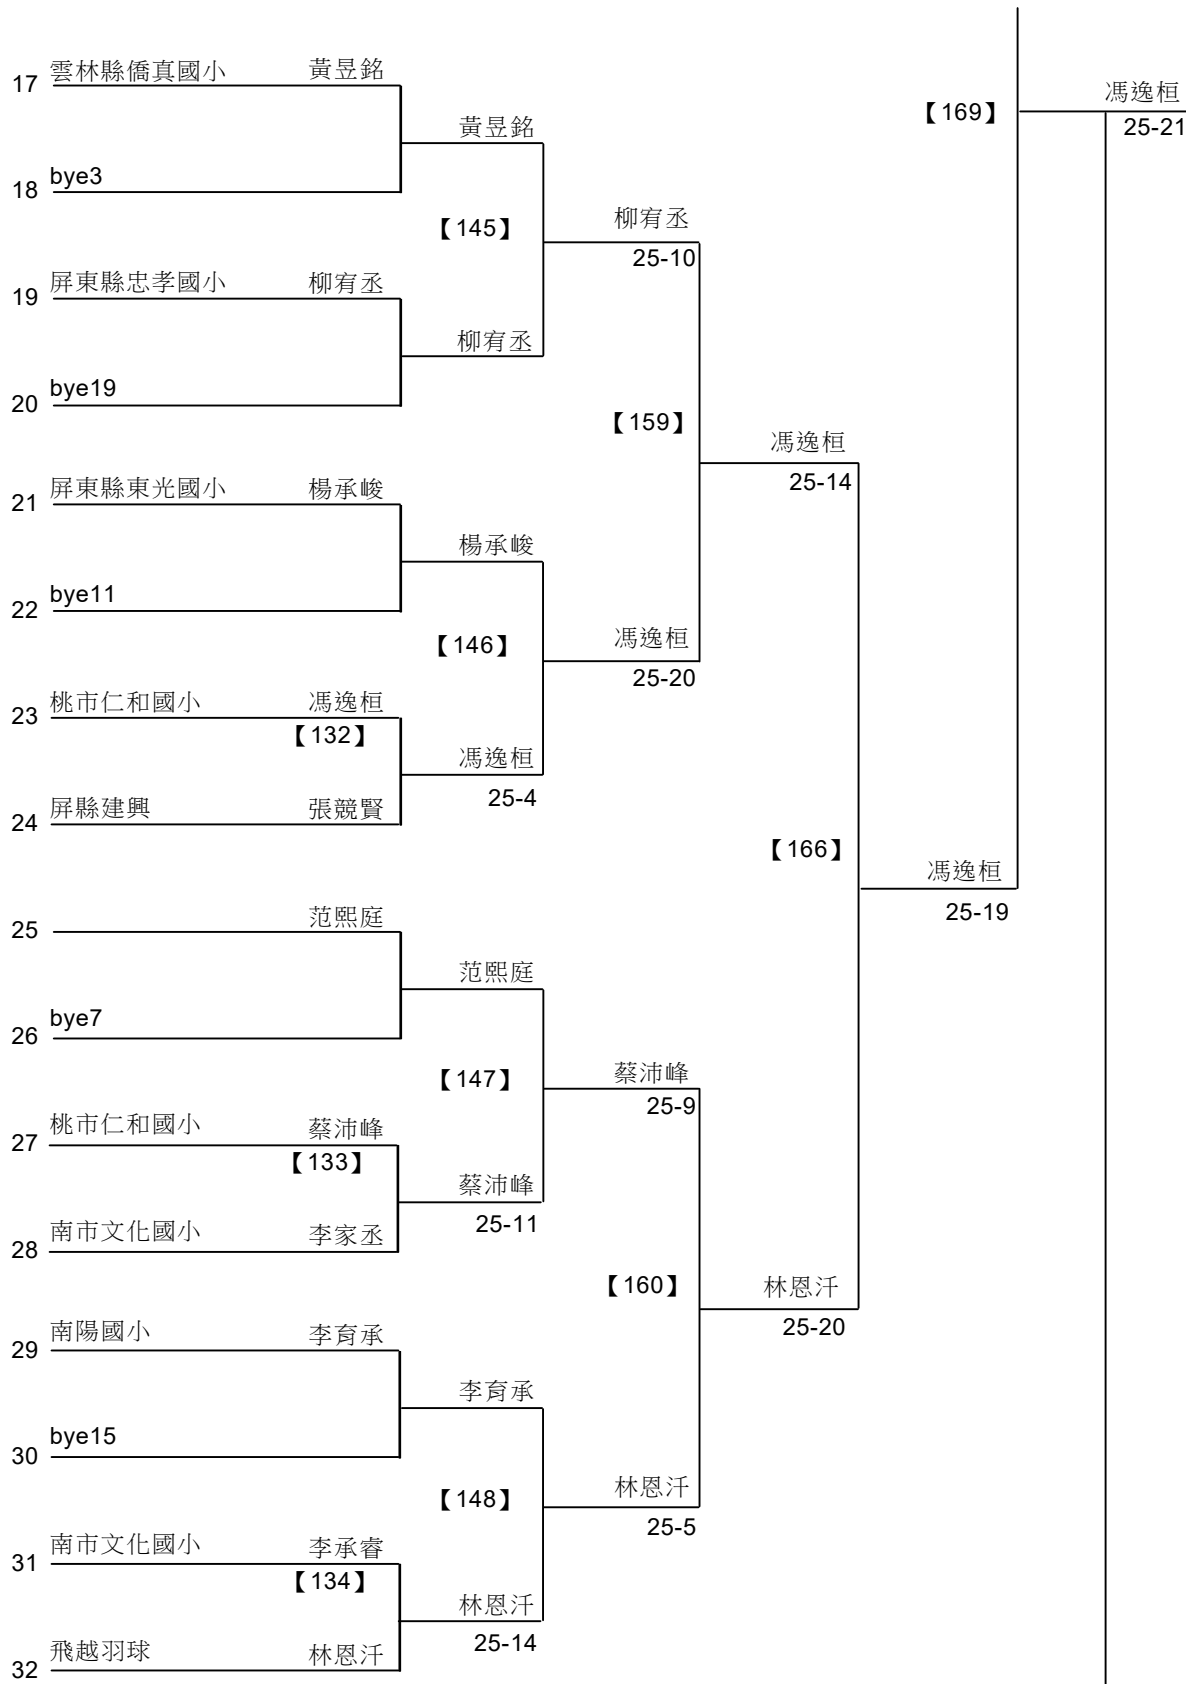 17 雲林縣僑真國小 黃昱銘
黃昱銘
18 bye3
【145】
柳宥丞
25-10
19 屏東縣忠孝國小 柳宥丞
柳宥丞
20 bye19
【159】
馮逸桓
25-14
21 屏東縣東光國小 楊承峻
楊承峻
22 bye11
【146】
馮逸桓
25-20
23 桃市仁和國小 馮逸桓
【132】
馮逸桓
25-4
24 屏縣建興 張競賢
【166】
馮逸桓
25-19
【169】
馮逸桓
25-21
25 范熙庭
范熙庭
26 bye7
【147】
蔡沛峰
25-9
27 桃市仁和國小 蔡沛峰
【133】
蔡沛峰
25-11
28 南市文化國小 李家丞
【160】
林恩汘
25-20
29 南陽國小 李育承
李育承
30 bye15
【148】
林恩汘
25-5
31 南市文化國小 李承睿
【134】
林恩汘
25-14
32 飛越羽球 林恩汘